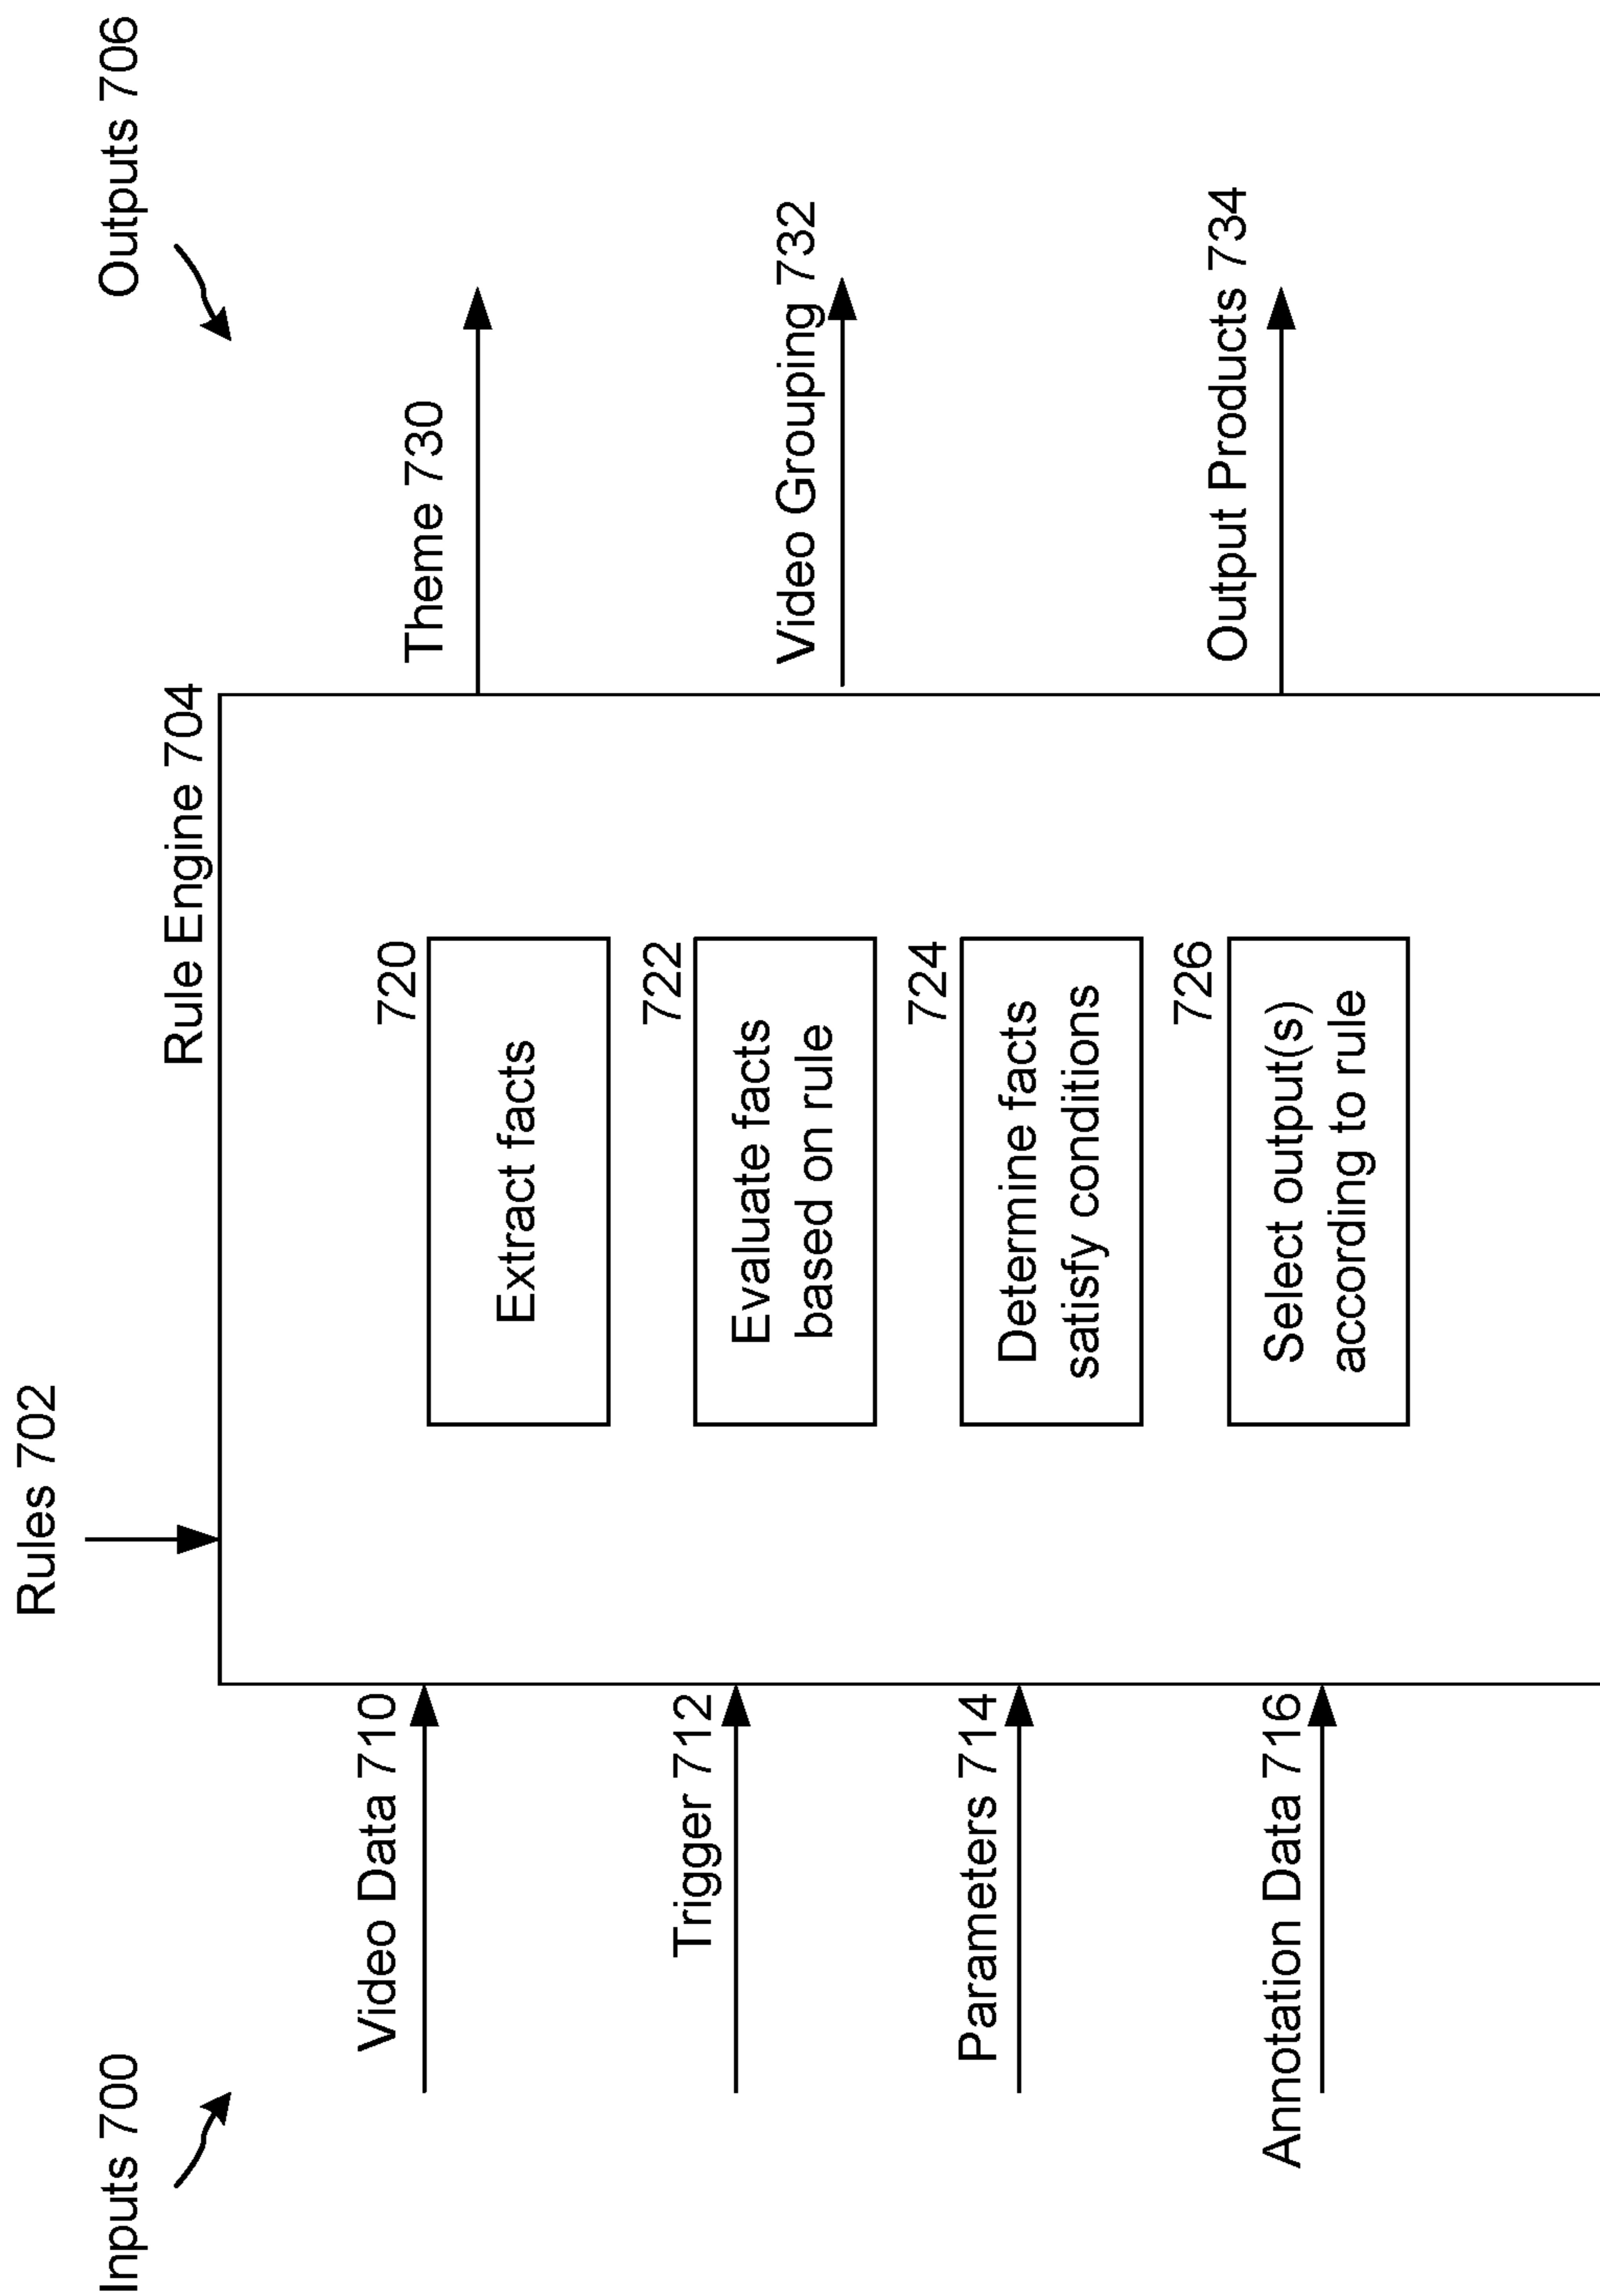 Rules 702
Inputs 700
Outputs 706
Rule Engine 704
Video Data 710
Trigger 712
Parameters 714
Annotation Data 716
720
Extract facts
722
Evaluate facts
based on rule
724
Determine facts
satisfy conditions
726
Select output(s)
according to rule
Theme 730
Video Grouping 732
Output Products 734